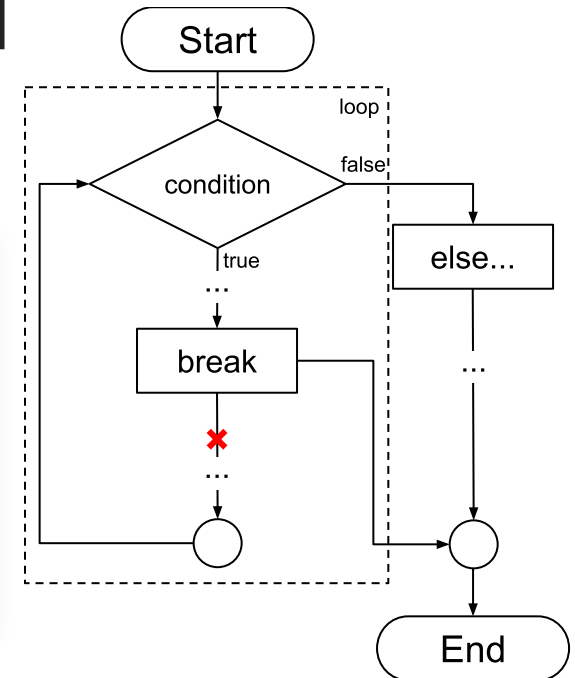 Start
loop
condition
false
true
else...
...
break
...
...
End